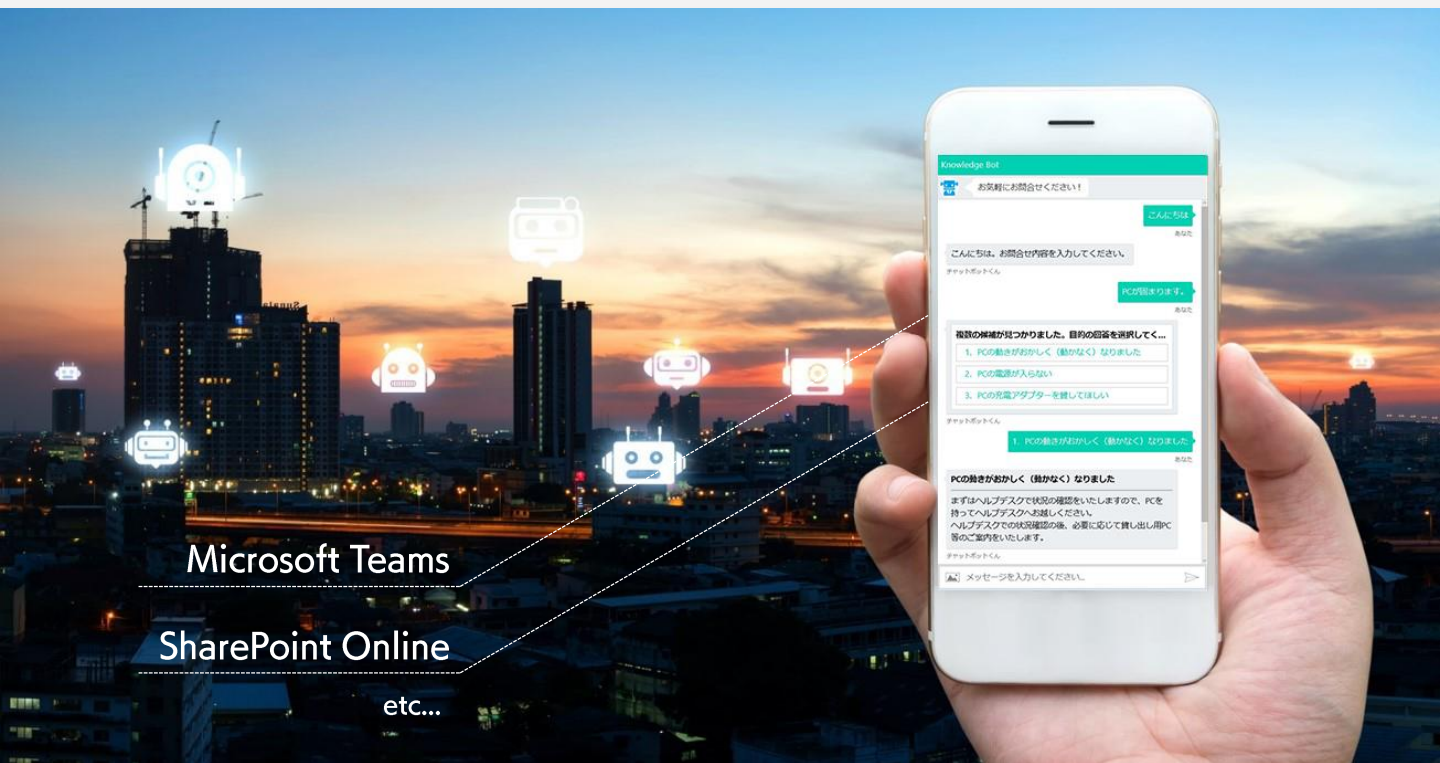 Microsoft Teams
SharePoint Online
etc...
Knowledge Bot
お気軽にお問合せください！
こんにちは
あなた
こんにちは。お問合せ内容を入力してください。
チャットボットくん
PCが固まります。
あなた
複数の候補が見つかりました。目的の回答を選択してく...
1、PCの動きがおかしく（動かなく）なりました
2、PCの電源が入らない
3、PCの充電アダプターを貸してほしい
チャットボットくん
1、PCの動きがおかしく（動かなく）なりました
あなた
PCの動きがおかしく（動かなく）なりました
まずはヘルプデスクで状況の確認をいたしますので、PCを
持ってヘルプデスクへお越しください。
ヘルプデスクでの状況確認の後、必要に応じて貸し出し用PC
等のご案内をいたします。
チャットボットくん
メッセージを入力してください...